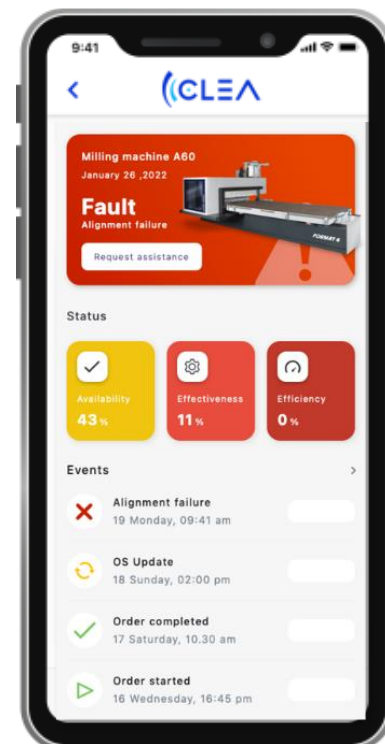 9:41
CLEA
Milling machine A60
January 26 ,2022
Fault
Alignment failure
Request assistance
FORMAT 4
Status
Availability
43 %
Effectiveness
11 %
Efficiency
0 %
Events
Alignment failure
19 Monday, 09:41 am
OS Update
18 Sunday, 02:00 pm
Order completed
17 Saturday, 10.30 am
Order started
16 Wednesday, 16:45 pm